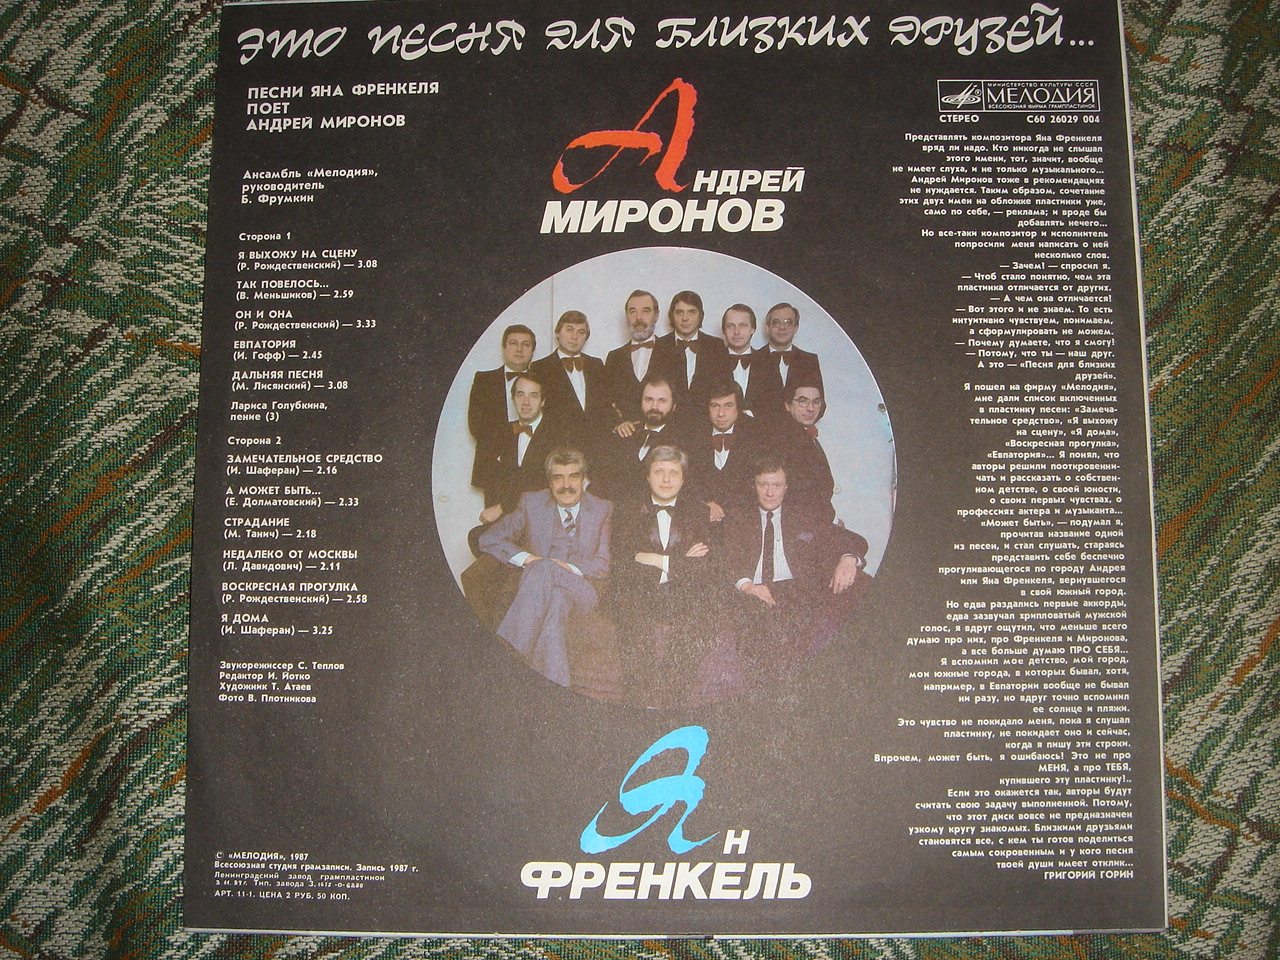 ЭТО ПЕСНЯ ДЛЯ БЛИЗКИХ ДРУЗЕЙ...
ПЕСНИ ЯНА ФРЕНКЕЛЯ
ПОЕТ
АНДРЕЙ МИРОНОВ
Ансамбль «Мелодия»,
руководитель
Б. Фрумкин
Сторона 1
Я ВЫХОЖУ НА СЦЕНУ
(Р. Рождественский) — 3.08
ТАК ПОВЕЛОСЬ...
(В. Меньшиков) — 2.59
ОН И ОНА
(Р. Рождественский) — 3.33
ЕВПАТОРИЯ
(И. Гофф) — 2.45
ДАЛЬНЯЯ ПЕСНЯ
(М. Лисянский) — 3.08
Лариса Голубкина,
пение (3)
Сторона 2
ЗАМЕЧАТЕЛЬНОЕ СРЕДСТВО
(И. Шаферан) — 2.16
А МОЖЕТ БЫТЬ...
(Е. Долматовский) — 2.33
СТРАДАНИЕ
(М. Танич) — 2.18
НЕДАЛЕКО ОТ МОСКВЫ
(Л. Давидович) — 2.11
ВОСКРЕСНАЯ ПРОГУЛКА
(Р. Рождественский) — 2.58
Я ДОМА
(И. Шаферан) — 3.25
Звукорежиссер С. Теплов
Редактор И. Йотко
Художник Т. Атаев
Фото В. Плотникова
© «МЕЛОДИЯ», 1987
Всесоюзная студия грамзаписи. Запись 1987 г.
Ленинградский завод грампластинок
Тип. завода З.
АРТ. 11-1. ЦЕНА 2 РУБ. 50 КОП.
АНДРЕЙ
МИРОНОВ
ЯН
ФРЕНКЕЛЬ
МИНИСТЕРСТВО КУЛЬТУРЫ СССР
МЕЛОДИЯ
ВСЕСОЮЗНАЯ ФИРМА ГРАМПЛАСТИНОК
СТЕРЕО С60 26029 004
Представлять композитора Яна Френкеля
вряд ли надо. Кто никогда не слышал
этого имени, тот, значит, вообще
не имеет слуха, и не только музыкального...
Андрей Миронов тоже в рекомендациях
не нуждается. Таким образом, сочетание
этих двух имен на обложке пластинки уже,
само по себе, — реклама; и вроде бы
добавлять нечего...
Но все-таки композитор и исполнитель
попросили меня написать о ней
несколько слов.
— Зачем? — спросил я.
— Чтоб стало понятно, чем эта
пластинка отличается от других.
— А чем она отличается?
— Вот этого и не знаем. То есть
интуитивно чувствуем, понимаем,
а сформулировать не можем.
— Почему думаете, что я смогу?
— Потому, что ты — наш друг.
А это — «Песня для близких
друзей».
Я пошел на фирму «Мелодия»,
мне дали список включенных
в пластинку песен: «Замеча-
тельное средство», «Я выхожу
на сцену», «Я дома»,
«Воскресная прогулка»,
«Евпатория»... Я понял, что
авторы решили пооткровенни-
чать и рассказать о собствен-
ном детстве, о своей юности,
о своих первых чувствах, о
профессиях актера и музыканта...
«Может быть», — подумал я,
прочитав название одной
из песен, и стал слушать, стараясь
представить себе беспечно
прогуливающегося по городу Андрея
или Яна Френкеля, вернувшегося
в свой южный город.
Но едва раздались первые аккорды,
едва зазвучал хрипловатый мужской
голос, я вдруг ощутил, что меньше всего
думаю про них, про Френкеля и Миронова,
а все больше думаю ПРО СЕБЯ...
Я вспомнил мое детство, мой город,
мои южные города, в которых бывал, хотя,
например, в Евпатории вообще не бывал
ни разу, но вдруг точно вспомнил
ее солнце и пляжи.
Это чувство не покидало меня, пока я слушал
пластинку, не покидает оно и сейчас,
когда я пишу эти строки.
Впрочем, может быть, я ошибаюсь! Это не про
МЕНЯ, а про ТЕБЯ,
купившего эту пластинку!..
Если это окажется так, авторы будут
считать свою задачу выполненной. Потому,
что этот диск вовсе не предназначен
узкому кругу знакомых. Близкими друзьями
становятся все, с кем ты готов поделиться
самым сокровенным и у кого песня
твоей души имеет отклик...
ГРИГОРИЙ ГОРИН